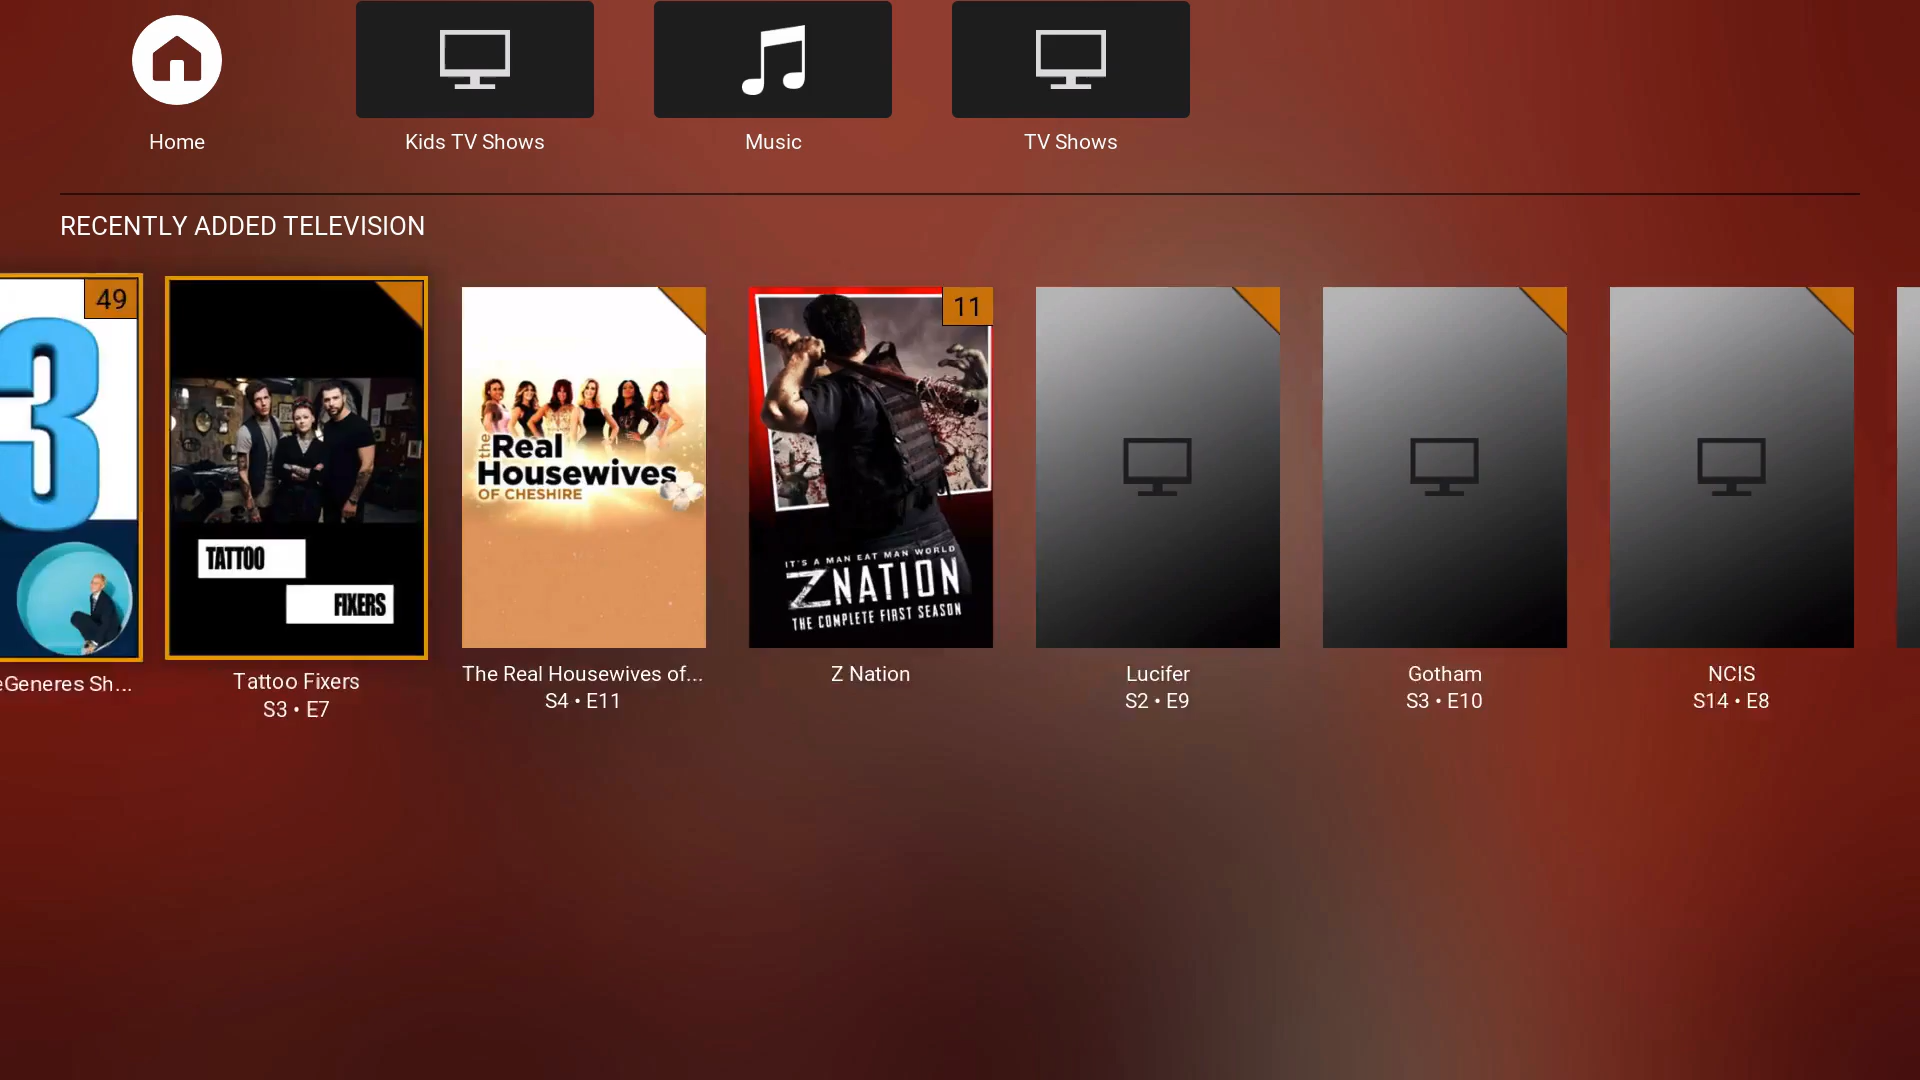 Home
Kids TV Shows
Music
TV Shows
RECENTLY ADDED TELEVISION
49
3
eGeneres Sh...
TATTOO
FIXERS
Tattoo Fixers
S3 • E7
the Real
Housewives
OF CHESHIRE
The Real Housewives of...
S4 • E11
11
IT'S A MAN EAT MAN WORLD
Z NATION
THE COMPLETE FIRST SEASON
Z Nation
Lucifer
S2 • E9
Gotham
S3 • E10
NCIS
S14 • E8